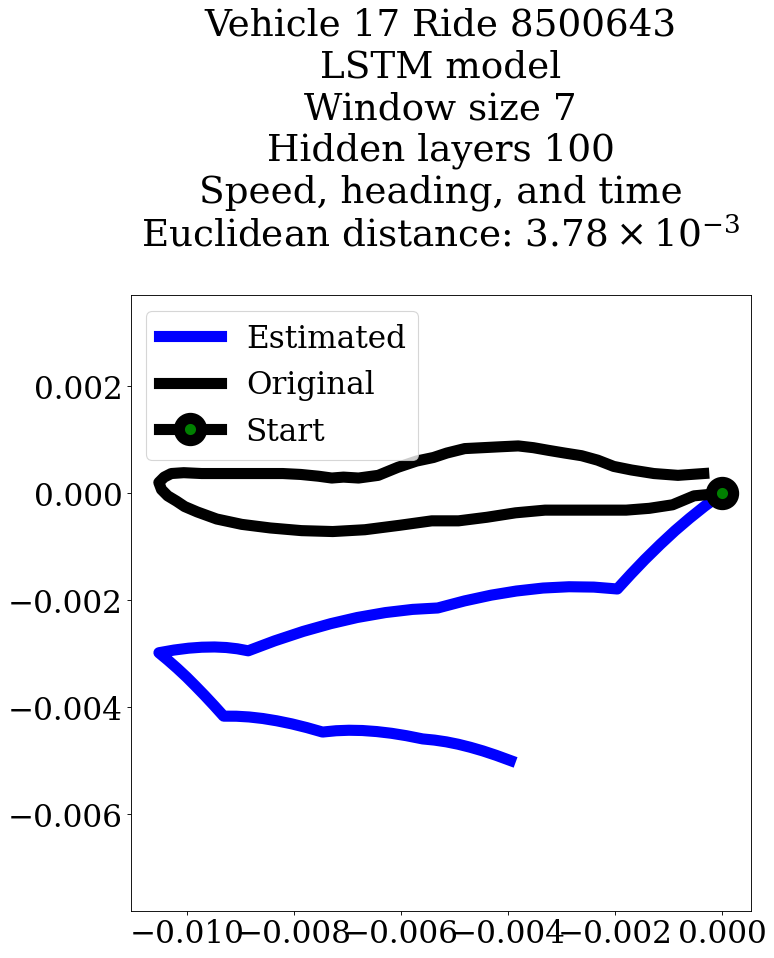 Vehicle 17 Ride 8500643
LSTM model
Window size 7
Hidden layers 100
Speed, heading, and time
Euclidean distance: 3.78 × 10⁻³
Estimated
Original
Start
0.002
0.000
−0.002
−0.004
−0.006
−0.010 −0.008 −0.006 −0.004 −0.002 0.000